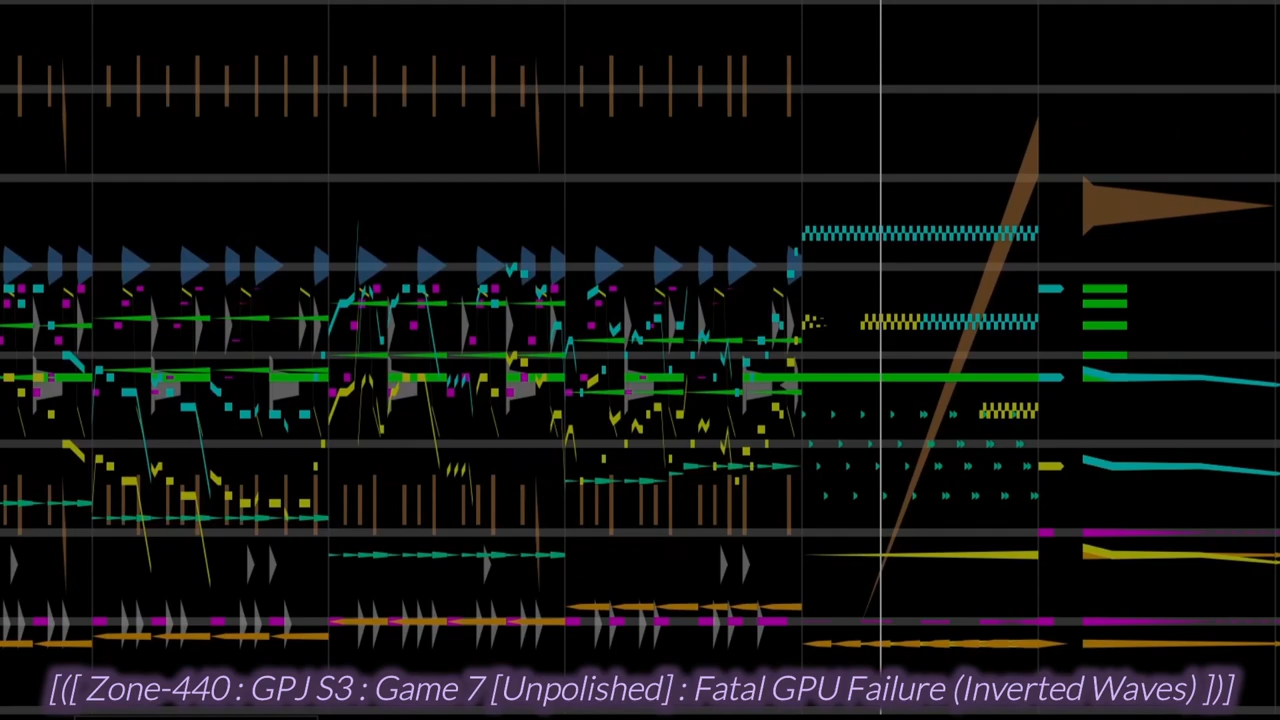 [([ Zone-440 : GPJ S3 : Game 7 [Unpolished] : Fatal GPU Failure (Inverted Waves) ])]